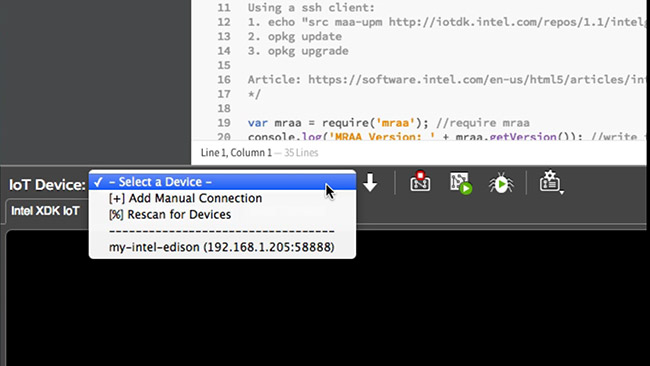 11 Using a ssh client:
12 1. echo "src maa-upm http://iotdk.intel.com/repos/1.1/intelg
13 2. opkg update
14 3. opkg upgrade
15
16 Article: https://software.intel.com/en-us/html5/articles/int
17 */
18
19 var mraa = require('mraa'); //require mraa
20 console.log('MRAA Version: ' + mraa.getVersion()); //write
Line 1, Column 1 — 35 Lines
IoT Device:
✓ – Select a Device –
[+] Add Manual Connection
[%] Rescan for Devices
-----------------------------------
my-intel-edison (192.168.1.205:58888)
Intel XDK IoT